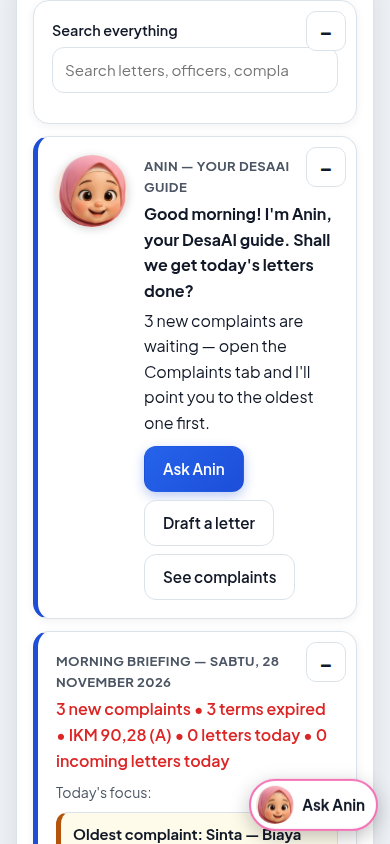 Search everything
–
Search letters, officers, compla
ANIN — YOUR DESAAI
GUIDE
–
Good morning! I'm Anin,
your DesaAI guide. Shall
we get today's letters
done?
3 new complaints are
waiting — open the
Complaints tab and I'll
point you to the oldest
one first.
Ask Anin
Draft a letter
See complaints
MORNING BRIEFING — SABTU, 28
NOVEMBER 2026
–
3 new complaints • 3 terms expired
• IKM 90,28 (A) • 0 letters today • 0
incoming letters today
Today's focus:
Ask Anin
Oldest complaint: Sinta — Biaya